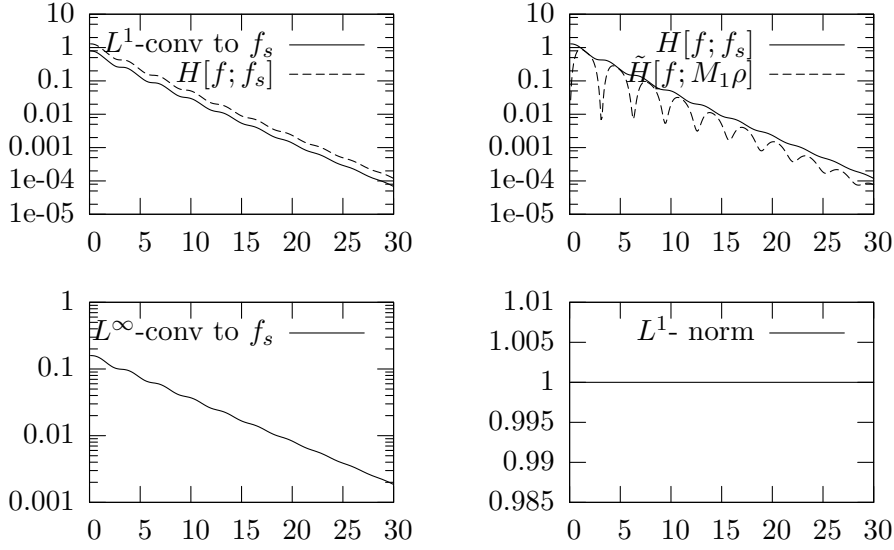 10
1
0.1
0.01
0.001
1e-04
1e-05
0 5 10 15 20 25 30
L¹-conv to fₛ
H[f; fₛ]
10
1
0.1
0.01
0.001
1e-04
1e-05
0 5 10 15 20 25 30
H[f; fₛ]
H̃[f; M₁ρ]
1
0.1
0.01
0.001
0 5 10 15 20 25 30
L^∞-conv to fₛ
1.01
1.005
1
0.995
0.99
0.985
0 5 10 15 20 25 30
L¹- norm